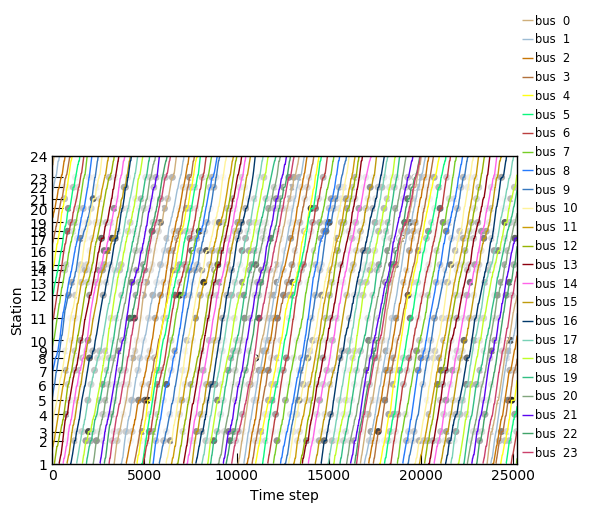 bus 0
bus 1
bus 2
bus 3
bus 4
bus 5
bus 6
bus 7
bus 8
bus 9
bus 10
bus 11
bus 12
bus 13
bus 14
bus 15
bus 16
bus 17
bus 18
bus 19
bus 20
bus 21
bus 22
bus 23
24
23
22
21
20
19
18
17
16
15
14
13
12
11
10
9
8
7
6
5
4
3
2
1
Station
0 5000 10000 15000 20000 25000
Time step